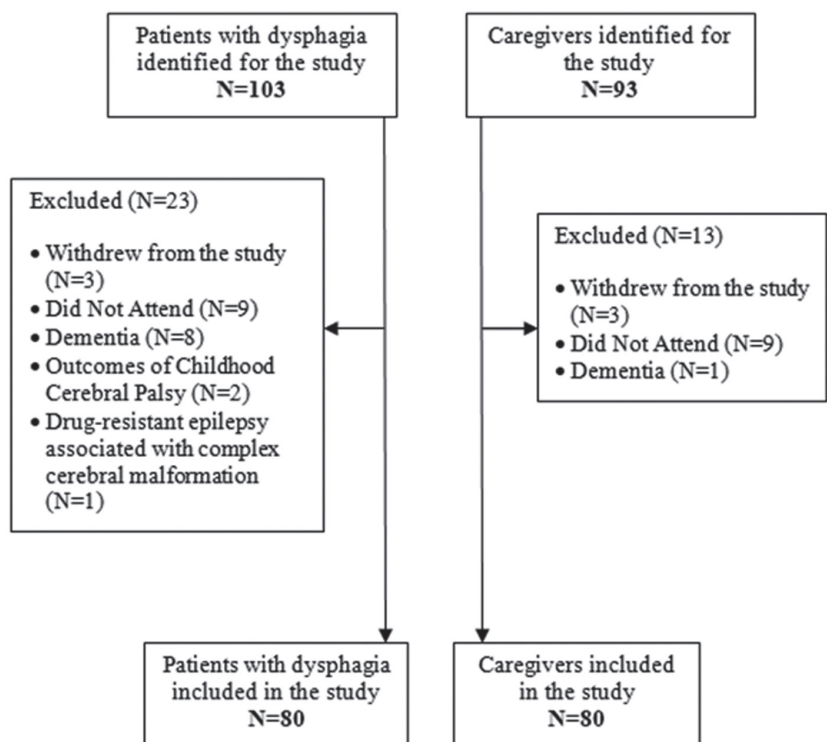 Patients with dysphagia
identified for the study
N=103
Caregivers identified for
the study
N=93
Excluded (N=23)
• Withdrew from the study
(N=3)
• Did Not Attend (N=9)
• Dementia (N=8)
• Outcomes of Childhood
Cerebral Palsy (N=2)
• Drug-resistant epilepsy
associated with complex
cerebral malformation
(N=1)
Excluded (N=13)
• Withdrew from the study
(N=3)
• Did Not Attend (N=9)
• Dementia (N=1)
Patients with dysphagia
included in the study
N=80
Caregivers included
in the study
N=80